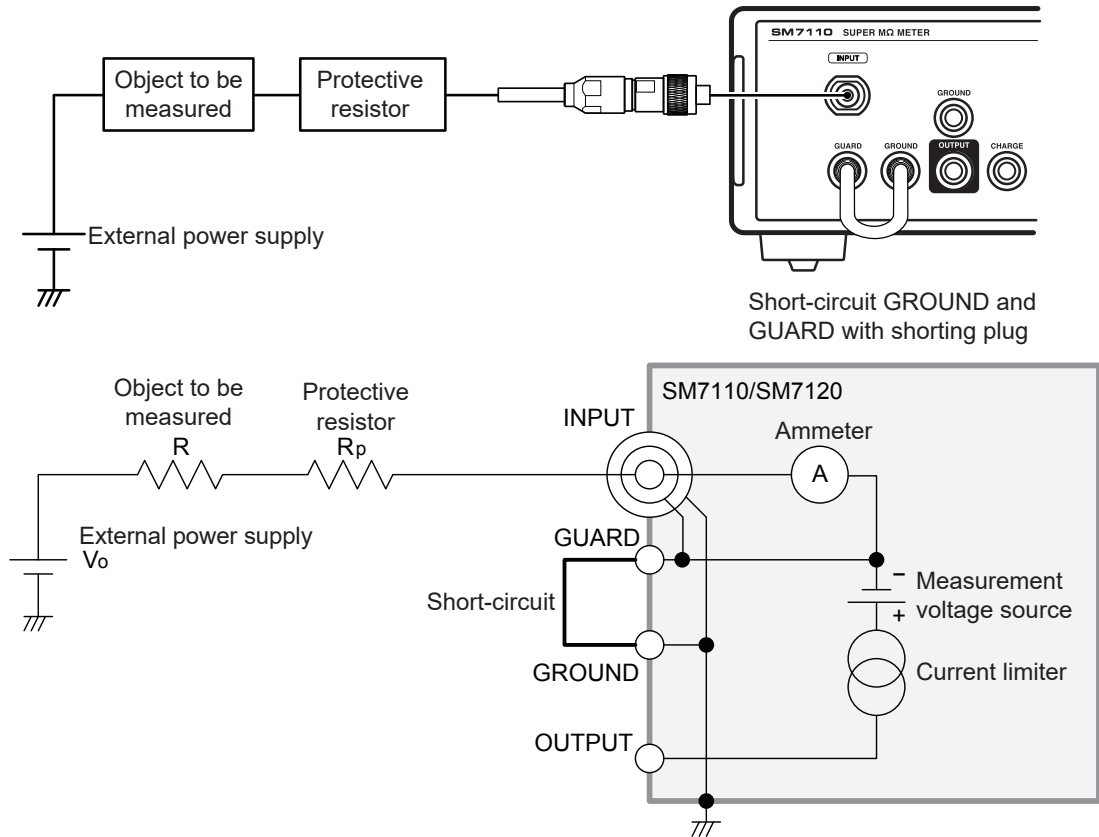 SM7110 SUPER MΩ METER
INPUT
GROUND
GUARD GROUND OUTPUT CHARGE
Object to be
measured
Protective
resistor
External power supply
Short-circuit GROUND and
GUARD with shorting plug
Object to be
measured
R
Protective
resistor
Rp
External power supply
Vo
INPUT
SM7110/SM7120
Ammeter
A
GUARD
Short-circuit
GROUND
OUTPUT
−
Measurement
voltage source
+
Current limiter